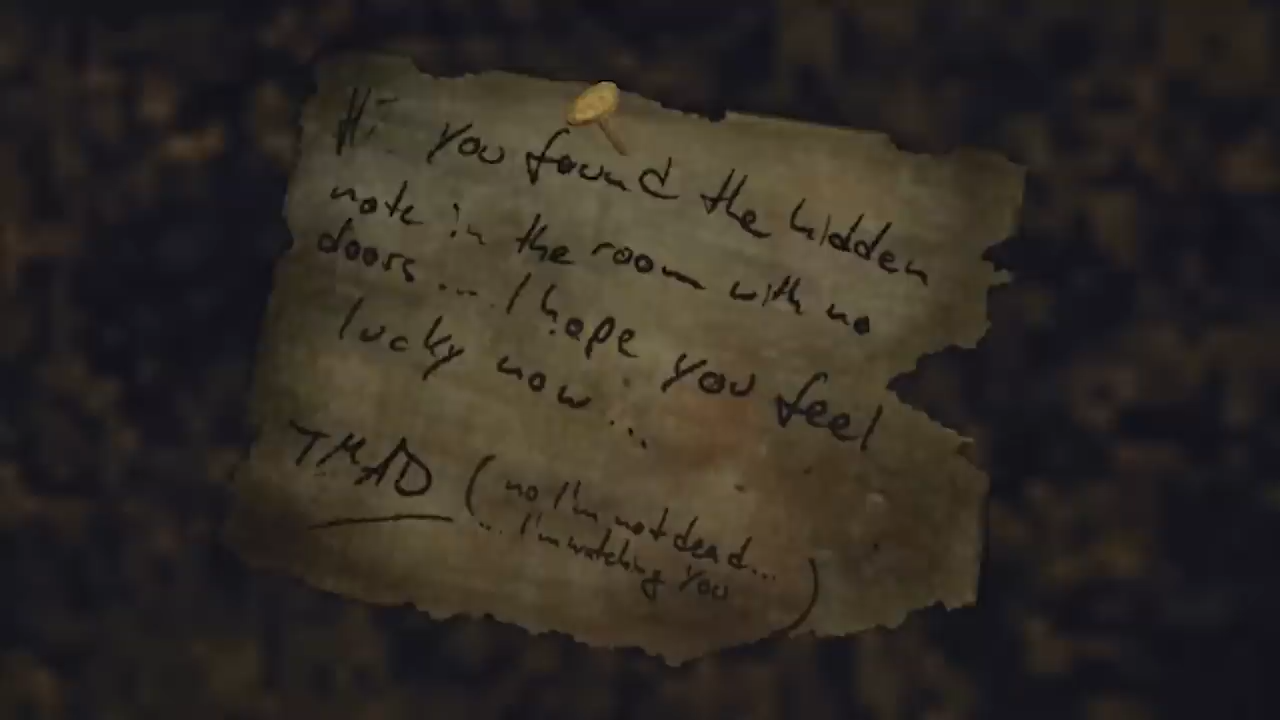 Hi you found the hidden
note in the room with no
doors.... I hope you feel
lucky now...
TMAD (no I'm not dead...
... I'm watching you)